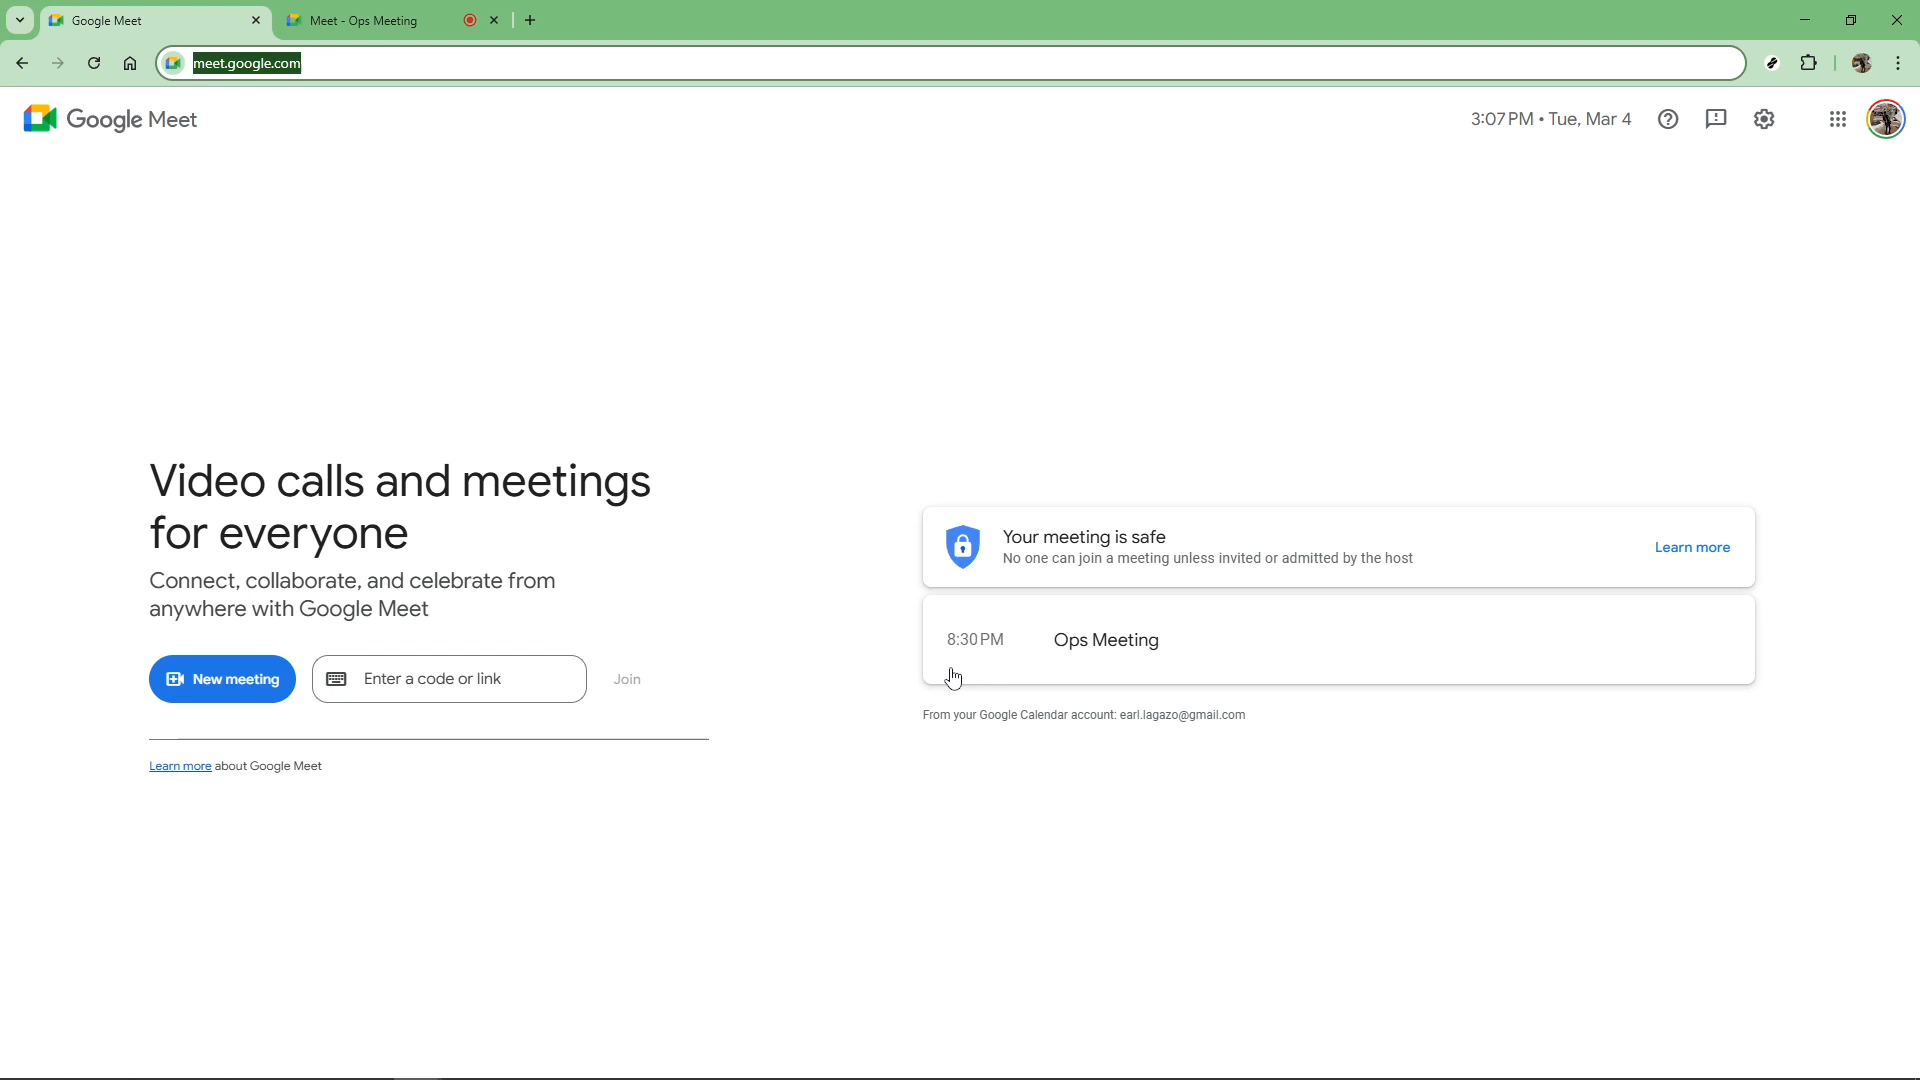 Google Meet
Meet - Ops Meeting
meet.google.com
Google Meet
3:07 PM • Tue, Mar 4
Video calls and meetings
for everyone
Connect, collaborate, and celebrate from
anywhere with Google Meet
New meeting
Enter a code or link
Join
Learn more about Google Meet
Your meeting is safe
No one can join a meeting unless invited or admitted by the host
Learn more
8:30 PM Ops Meeting
From your Google Calendar account: earl.lagazo@gmail.com